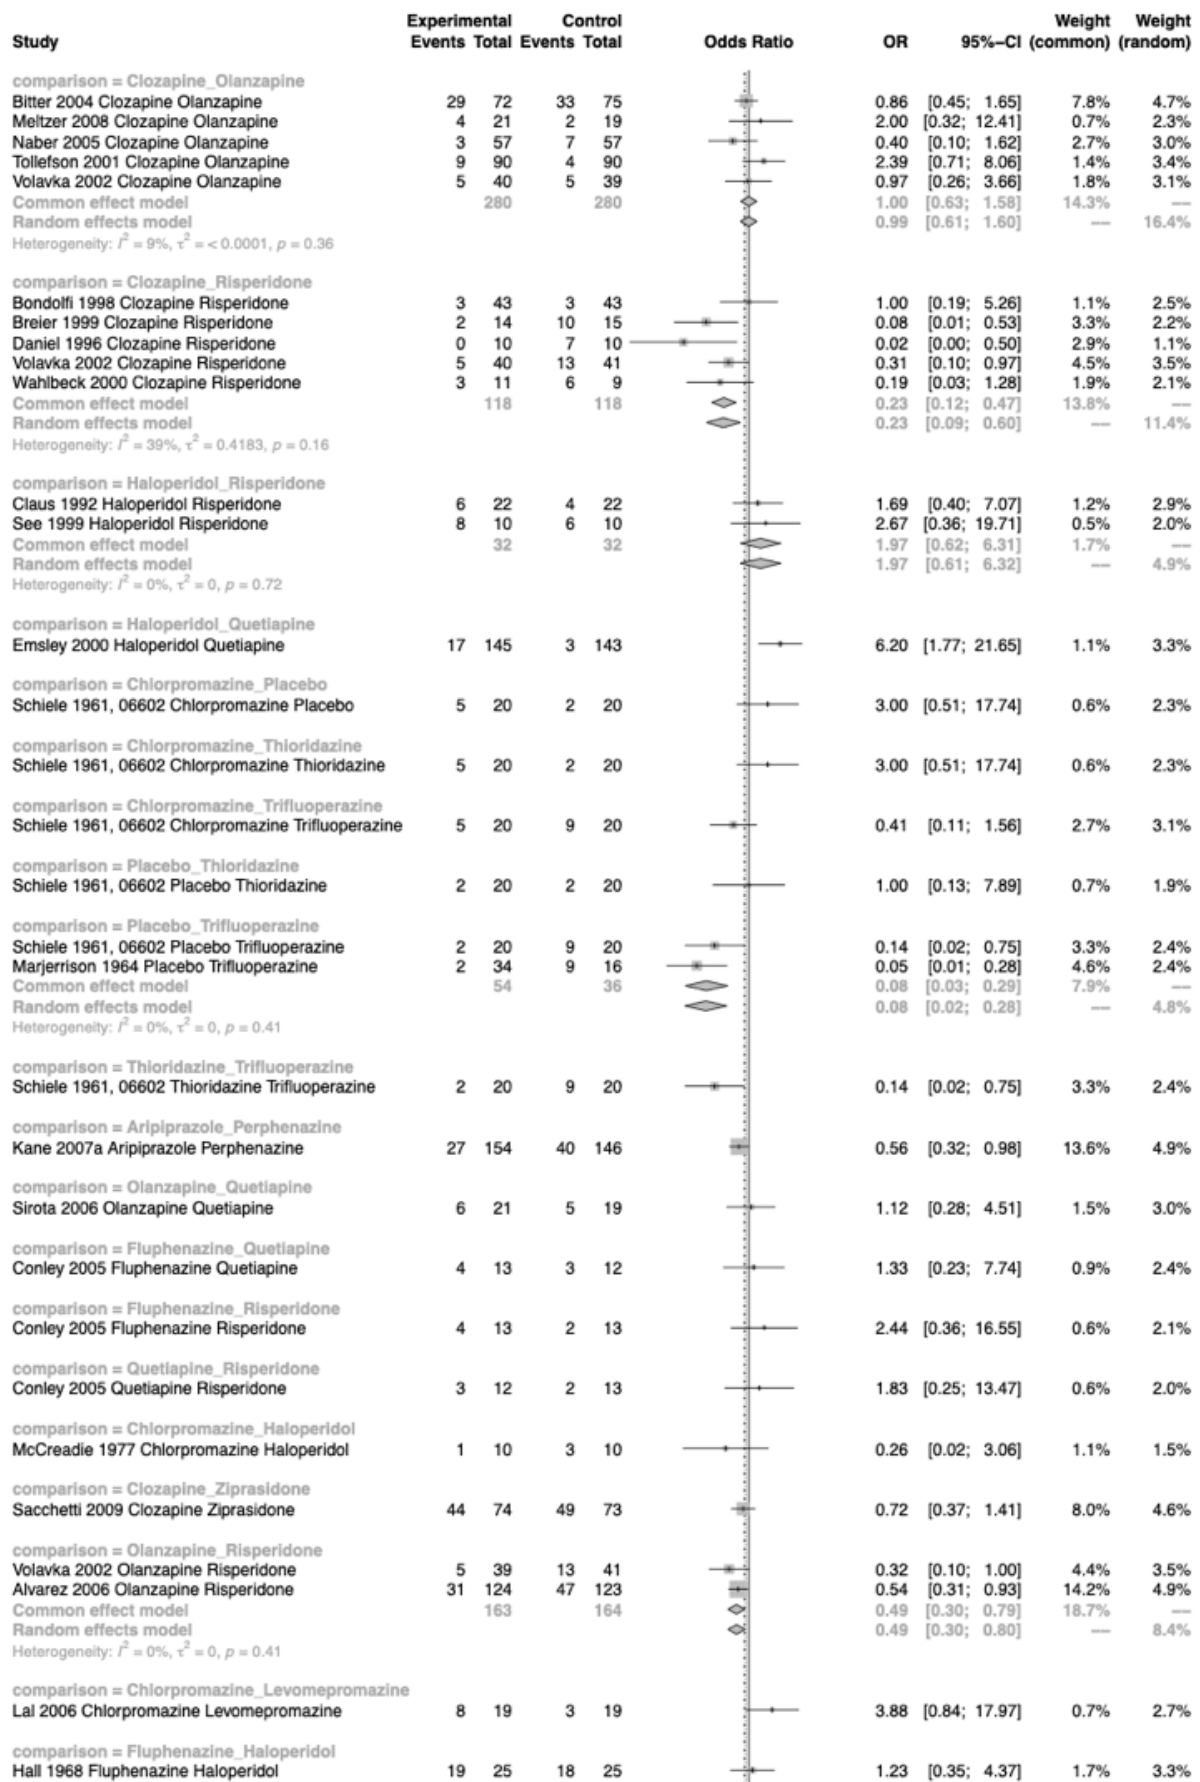 Experimental Control Weight Weight
Study Events Total Events Total Odds Ratio OR 95%−CI (common) (random)
comparison = Clozapine_Olanzapine
Bitter 2004 Clozapine Olanzapine 29 72 33 75 0.86 [0.45; 1.65] 7.8% 4.7%
Meltzer 2008 Clozapine Olanzapine 4 21 2 19 2.00 [0.32; 12.41] 0.7% 2.3%
Naber 2005 Clozapine Olanzapine 3 57 7 57 0.40 [0.10; 1.62] 2.7% 3.0%
Tollefson 2001 Clozapine Olanzapine 9 90 4 90 2.39 [0.71; 8.06] 1.4% 3.4%
Volavka 2002 Clozapine Olanzapine 5 40 5 39 0.97 [0.26; 3.66] 1.8% 3.1%
Common effect model 280 280 1.00 [0.63; 1.58] 14.3% −−
Random effects model 0.99 [0.61; 1.60] −− 16.4%
Heterogeneity: I² = 9%, τ² = < 0.0001, p = 0.36
comparison = Clozapine_Risperidone
Bondolfi 1998 Clozapine Risperidone 3 43 3 43 1.00 [0.19; 5.26] 1.1% 2.5%
Breier 1999 Clozapine Risperidone 2 14 10 15 0.08 [0.01; 0.53] 3.3% 2.2%
Daniel 1996 Clozapine Risperidone 0 10 7 10 0.02 [0.00; 0.50] 2.9% 1.1%
Volavka 2002 Clozapine Risperidone 5 40 13 41 0.31 [0.10; 0.97] 4.5% 3.5%
Wahlbeck 2000 Clozapine Risperidone 3 11 6 9 0.19 [0.03; 1.28] 1.9% 2.1%
Common effect model 118 118 0.23 [0.12; 0.47] 13.8% −−
Random effects model 0.23 [0.09; 0.60] −− 11.4%
Heterogeneity: I² = 39%, τ² = 0.4183, p = 0.16
comparison = Haloperidol_Risperidone
Claus 1992 Haloperidol Risperidone 6 22 4 22 1.69 [0.40; 7.07] 1.2% 2.9%
See 1999 Haloperidol Risperidone 8 10 6 10 2.67 [0.36; 19.71] 0.5% 2.0%
Common effect model 32 32 1.97 [0.62; 6.31] 1.7% −−
Random effects model 1.97 [0.61; 6.32] −− 4.9%
Heterogeneity: I² = 0%, τ² = 0, p = 0.72
comparison = Haloperidol_Quetiapine
Emsley 2000 Haloperidol Quetiapine 17 145 3 143 6.20 [1.77; 21.65] 1.1% 3.3%
comparison = Chlorpromazine_Placebo
Schiele 1961, 06602 Chlorpromazine Placebo 5 20 2 20 3.00 [0.51; 17.74] 0.6% 2.3%
comparison = Chlorpromazine_Thioridazine
Schiele 1961, 06602 Chlorpromazine Thioridazine 5 20 2 20 3.00 [0.51; 17.74] 0.6% 2.3%
comparison = Chlorpromazine_Trifluoperazine
Schiele 1961, 06602 Chlorpromazine Trifluoperazine 5 20 9 20 0.41 [0.11; 1.56] 2.7% 3.1%
comparison = Placebo_Thioridazine
Schiele 1961, 06602 Placebo Thioridazine 2 20 2 20 1.00 [0.13; 7.89] 0.7% 1.9%
comparison = Placebo_Trifluoperazine
Schiele 1961, 06602 Placebo Trifluoperazine 2 20 9 20 0.14 [0.02; 0.75] 3.3% 2.4%
Marjerrison 1964 Placebo Trifluoperazine 2 34 9 16 0.05 [0.01; 0.28] 4.6% 2.4%
Common effect model 54 36 0.08 [0.03; 0.29] 7.9% −−
Random effects model 0.08 [0.02; 0.28] −− 4.8%
Heterogeneity: I² = 0%, τ² = 0, p = 0.41
comparison = Thioridazine_Trifluoperazine
Schiele 1961, 06602 Thioridazine Trifluoperazine 2 20 9 20 0.14 [0.02; 0.75] 3.3% 2.4%
comparison = Aripiprazole_Perphenazine
Kane 2007a Aripiprazole Perphenazine 27 154 40 146 0.56 [0.32; 0.98] 13.6% 4.9%
comparison = Olanzapine_Quetiapine
Sirota 2006 Olanzapine Quetiapine 6 21 5 19 1.12 [0.28; 4.51] 1.5% 3.0%
comparison = Fluphenazine_Quetiapine
Conley 2005 Fluphenazine Quetiapine 4 13 3 12 1.33 [0.23; 7.74] 0.9% 2.4%
comparison = Fluphenazine_Risperidone
Conley 2005 Fluphenazine Risperidone 4 13 2 13 2.44 [0.36; 16.55] 0.6% 2.1%
comparison = Quetiapine_Risperidone
Conley 2005 Quetiapine Risperidone 3 12 2 13 1.83 [0.25; 13.47] 0.6% 2.0%
comparison = Chlorpromazine_Haloperidol
McCreadie 1977 Chlorpromazine Haloperidol 1 10 3 10 0.26 [0.02; 3.06] 1.1% 1.5%
comparison = Clozapine_Ziprasidone
Sacchetti 2009 Clozapine Ziprasidone 44 74 49 73 0.72 [0.37; 1.41] 8.0% 4.6%
comparison = Olanzapine_Risperidone
Volavka 2002 Olanzapine Risperidone 5 39 13 41 0.32 [0.10; 1.00] 4.4% 3.5%
Alvarez 2006 Olanzapine Risperidone 31 124 47 123 0.54 [0.31; 0.93] 14.2% 4.9%
Common effect model 163 164 0.49 [0.30; 0.79] 18.7% −−
Random effects model 0.49 [0.30; 0.80] −− 8.4%
Heterogeneity: I² = 0%, τ² = 0, p = 0.41
comparison = Chlorpromazine_Levomepromazine
Lal 2006 Chlorpromazine Levomepromazine 8 19 3 19 3.88 [0.84; 17.97] 0.7% 2.7%
comparison = Fluphenazine_Haloperidol
Hall 1968 Fluphenazine Haloperidol 19 25 18 25 1.23 [0.35; 4.37] 1.7% 3.3%